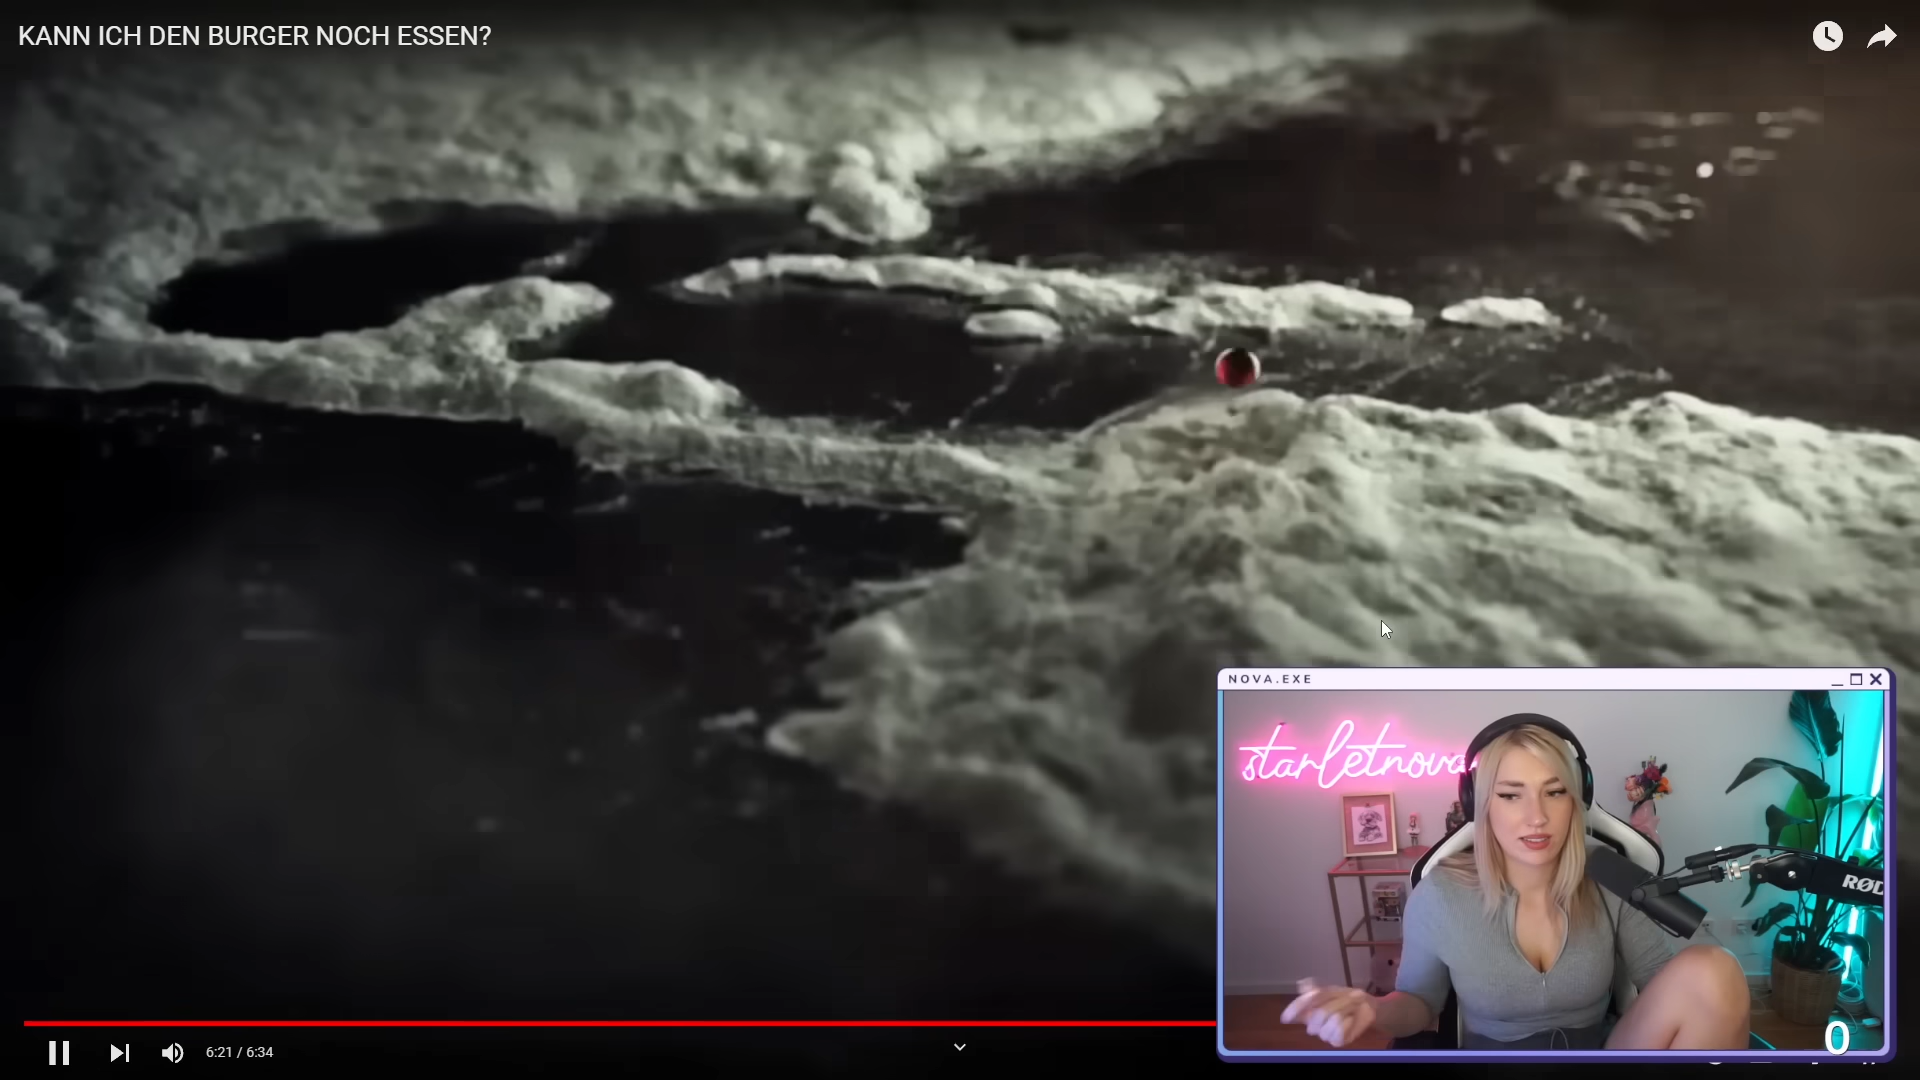 KANN ICH DEN BURGER NOCH ESSEN?
NOVA.EXE
starletnova
RØD
6:21 / 6:34
0